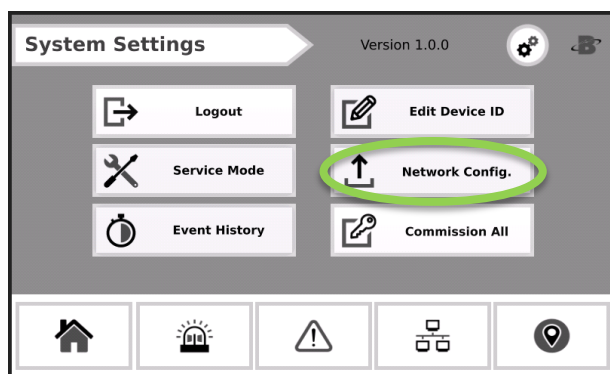 System Settings
Version 1.0.0
Logout
Edit Device ID
Service Mode
Network Config.
Event History
Commission All